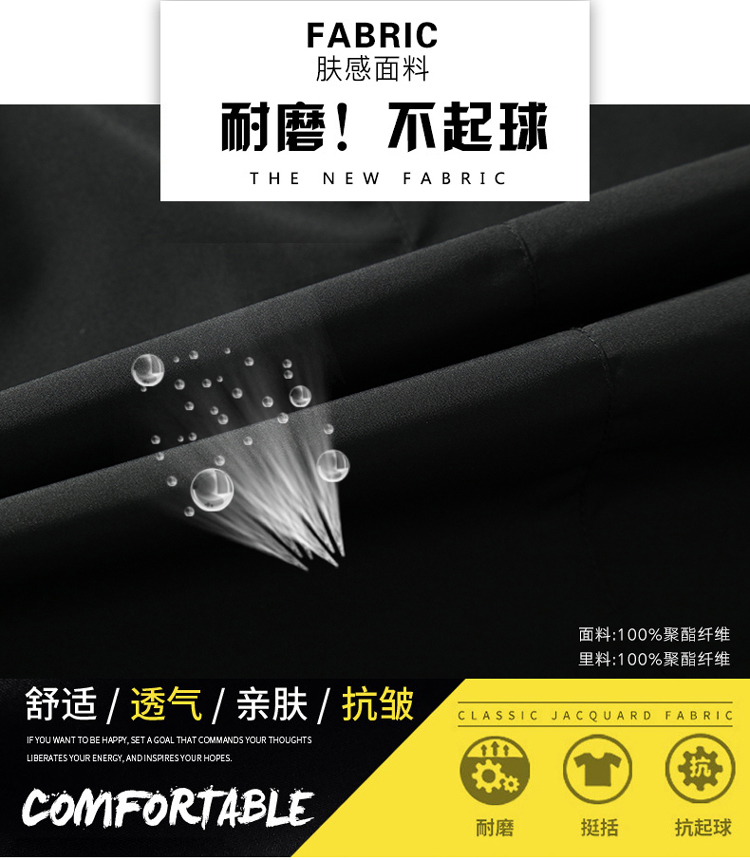 FABRIC
肤感面料
耐磨！不起球
THE NEW FABRIC
面料:100%聚酯纤维
里料:100%聚酯纤维
舒适 / 透气 / 亲肤 / 抗皱
IF YOU WANT TO BE HAPPY, SET A GOAL THAT COMMANDS YOUR THOUGHTS
LIBERATES YOUR ENERGY, AND INSPIRES YOUR HOPES.
COMFORTABLE
CLASSIC JACQUARD FABRIC
抗
耐磨
挺括
抗起球